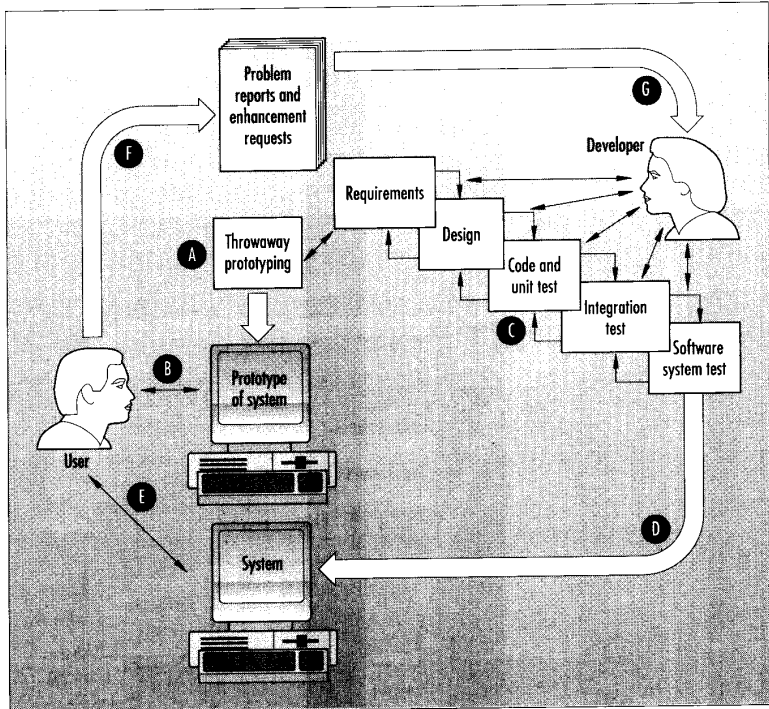 Problem
reports and
enhancement
requests
G
F
Developer
Requirements
A
Throwaway
prototyping
Design
Code and
unit test
C
Integration
test
Software
system test
B
Prototype
of system
User
E
D
System